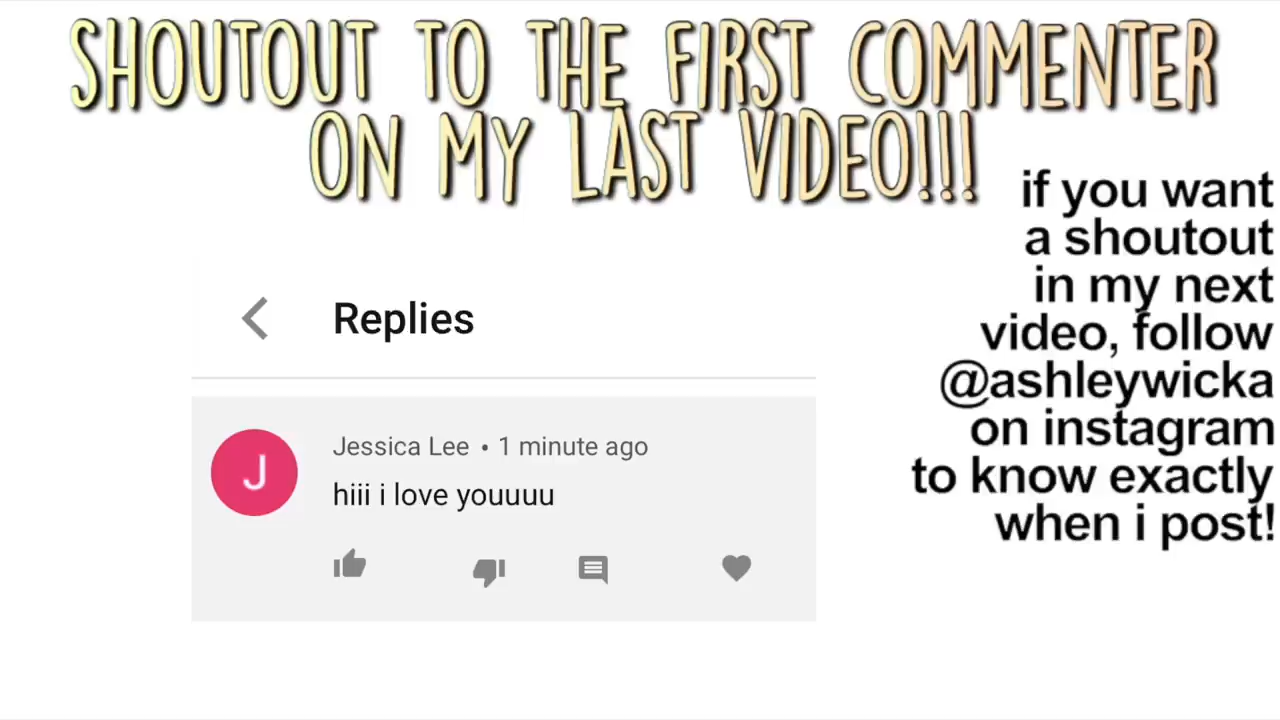 SHOUTOUT TO THE FIRST COMMENTER
ON MY LAST VIDEO!!!
if you want
a shoutout
in my next
video, follow
@ashleywicka
on instagram
to know exactly
when i post!
Replies
J
Jessica Lee • 1 minute ago
hiii i love youuuu